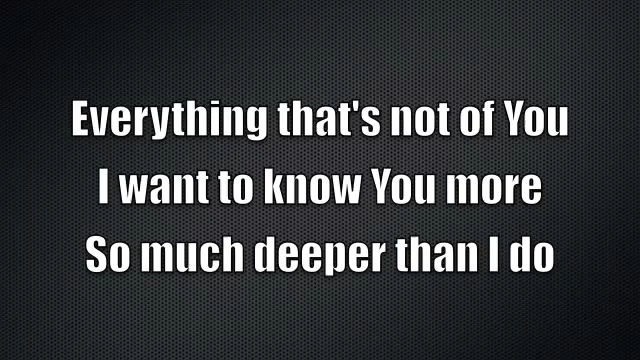 Everything that's not of You
I want to know You more
So much deeper than I do